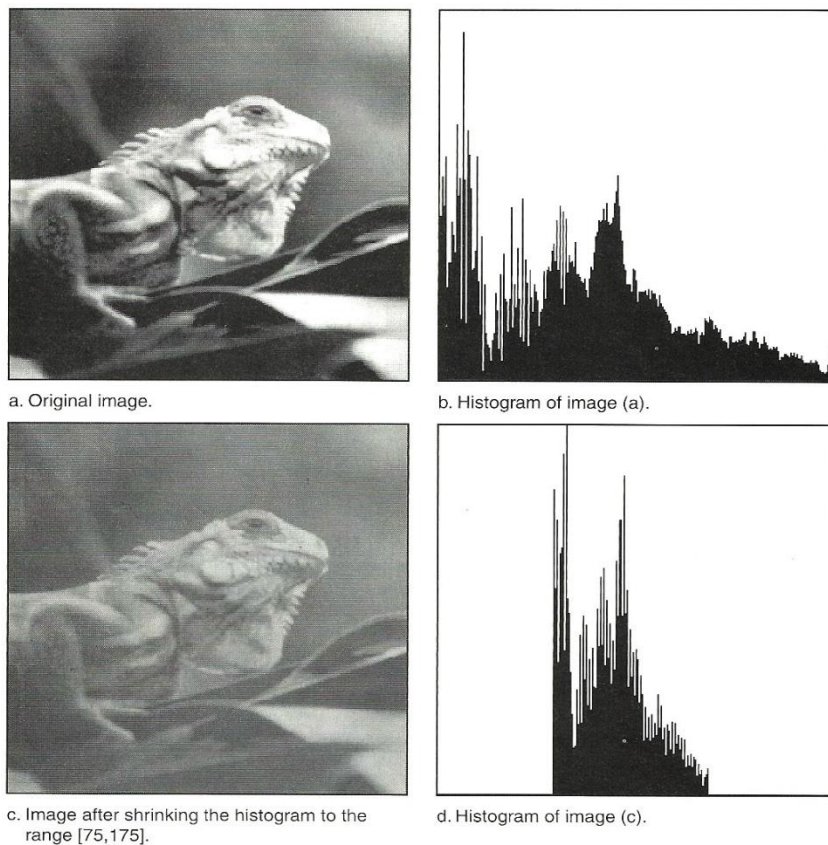 a. Original image.
b. Histogram of image (a).
c. Image after shrinking the histogram to the
range [75,175].
d. Histogram of image (c).